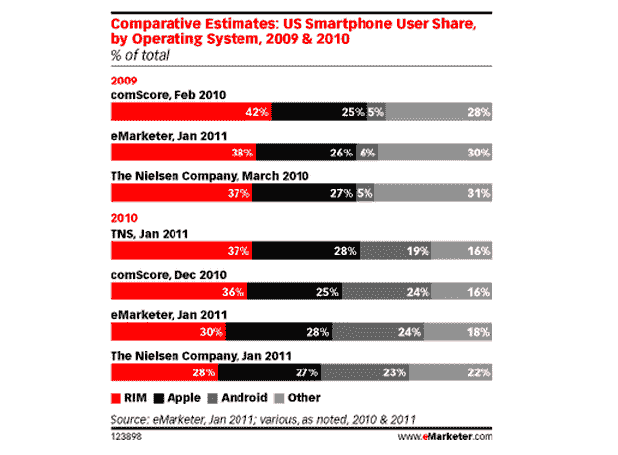 Comparative Estimates: US Smartphone User Share,
by Operating System, 2009 & 2010
% of total
2009
comScore, Feb 2010
42% 25% 5% 28%
eMarketer, Jan 2011
38% 26% 6% 30%
The Nielsen Company, March 2010
37% 27% 5% 31%
2010
TNS, Jan 2011
37% 28% 19% 16%
comScore, Dec 2010
36% 25% 24% 16%
eMarketer, Jan 2011
30% 28% 24% 18%
The Nielsen Company, Jan 2011
28% 27% 23% 22%
RIM Apple Android Other
Source: eMarketer, Jan 2011; various, as noted, 2010 & 2011
123898 www.eMarketer.com